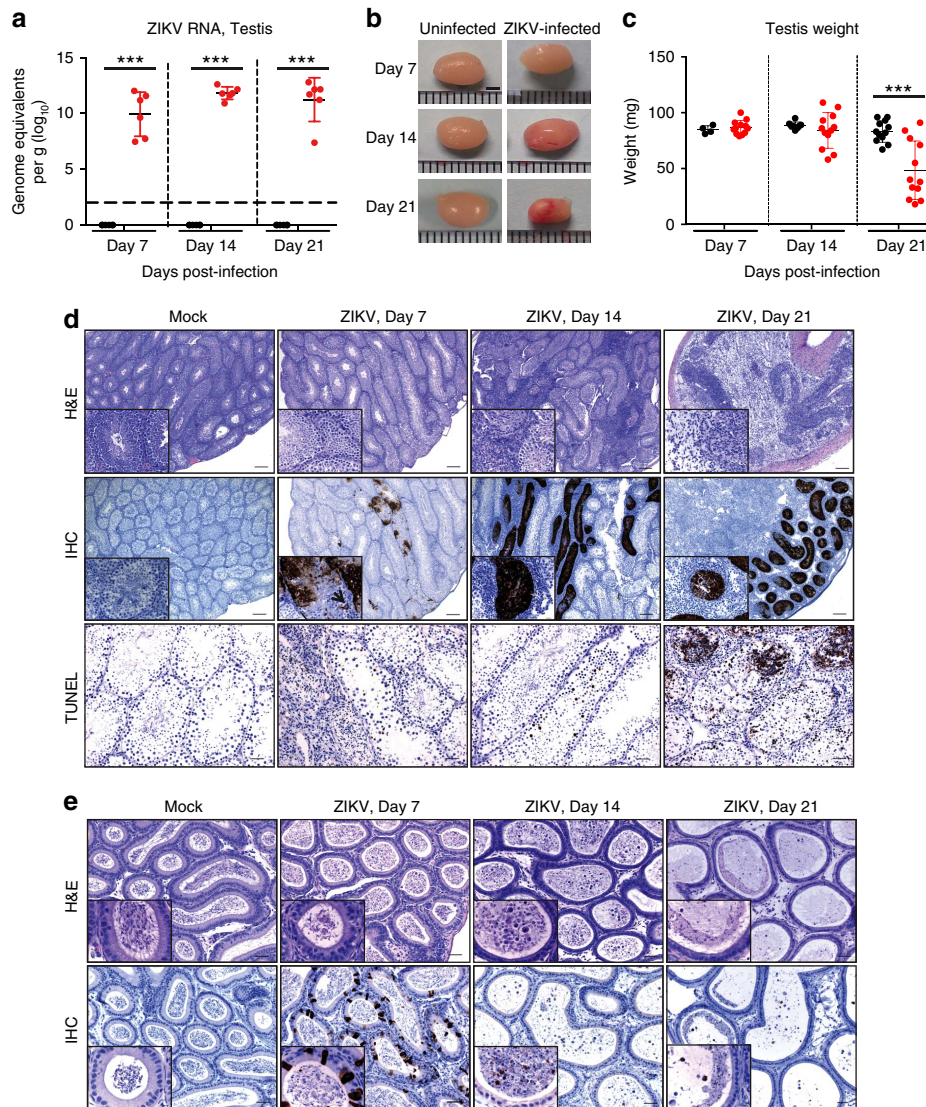 a
ZIKV RNA, Testis
Genome equivalents
per g (log10)
15
10
5
0
***
***
***
Day 7
Day 14
Day 21
Days post-infection
b
Uninfected
ZIKV-infected
Day 7
Day 14
Day 21
c
Testis weight
Weight (mg)
150
100
50
0
***
Day 7
Day 14
Day 21
Days post-infection
d
Mock
ZIKV, Day 7
ZIKV, Day 14
ZIKV, Day 21
H&E
IHC
TUNEL
e
Mock
ZIKV, Day 7
ZIKV, Day 14
ZIKV, Day 21
H&E
IHC